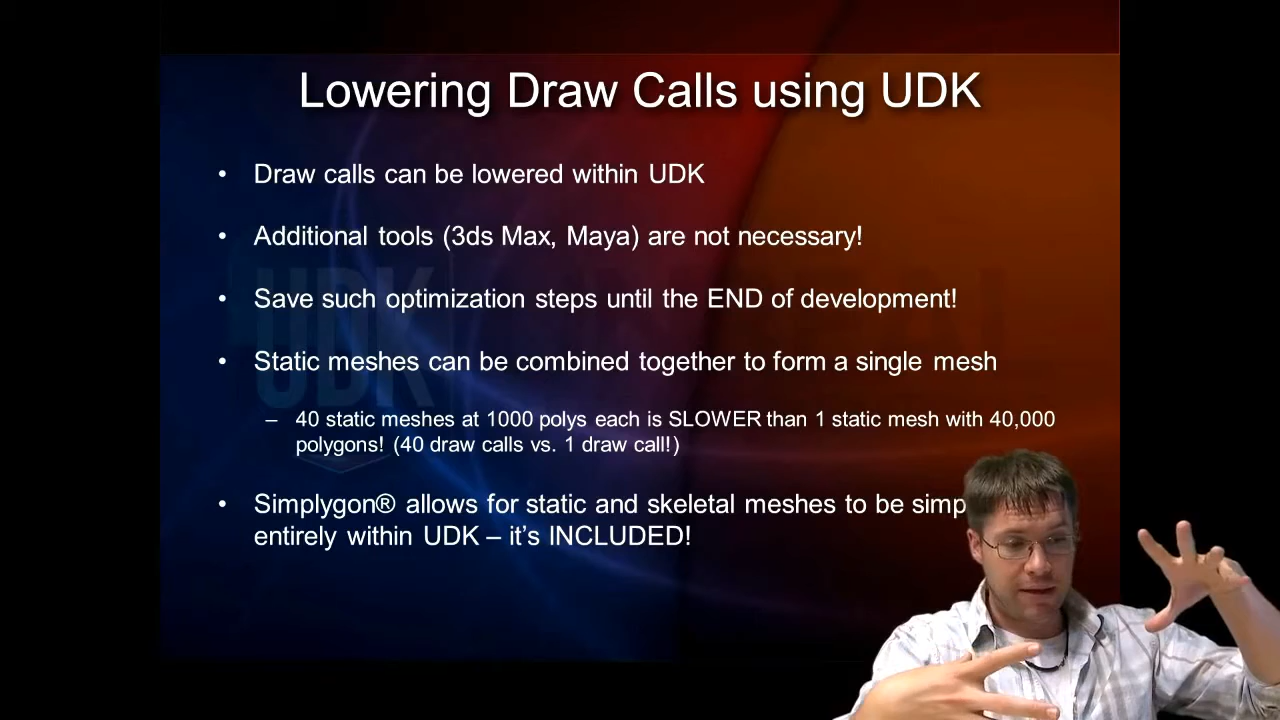 Lowering Draw Calls using UDK
• Draw calls can be lowered within UDK
• Additional tools (3ds Max, Maya) are not necessary!
• Save such optimization steps until the END of development!
• Static meshes can be combined together to form a single mesh
– 40 static meshes at 1000 polys each is SLOWER than 1 static mesh with 40,000
polygons! (40 draw calls vs. 1 draw call!)
• Simplygon® allows for static and skeletal meshes to be
entirely within UDK – it's INCLUDED!
UDK